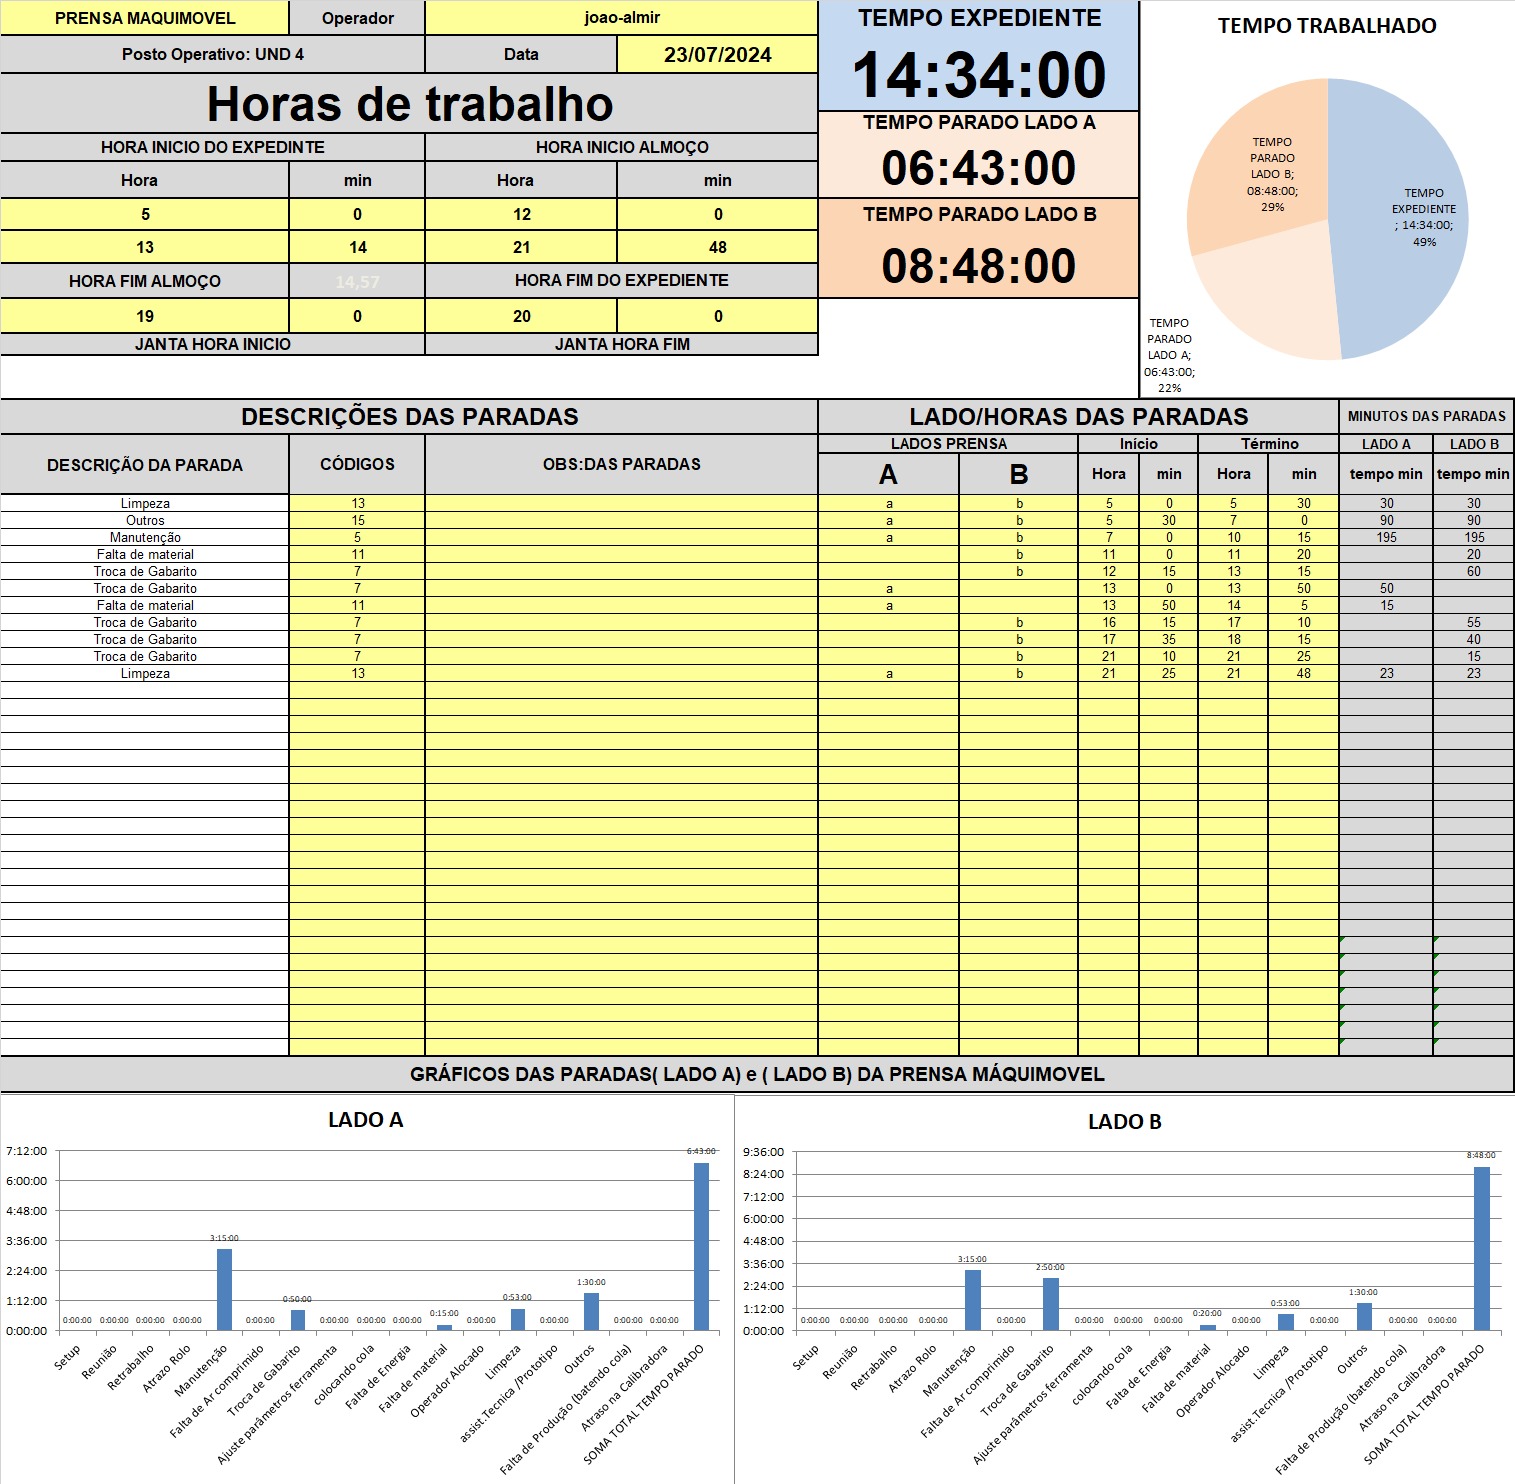 PRENSA MAQUIMOVEL Operador joao-almir
Posto Operativo: UND 4 Data 23/07/2024
Horas de trabalho
HORA INICIO DO EXPEDINTE HORA INICIO ALMOÇO
Hora min Hora min
5 0 12 0
13 14 21 48
HORA FIM ALMOÇO 14,57 HORA FIM DO EXPEDIENTE
19 0 20 0
JANTA HORA INICIO JANTA HORA FIM
TEMPO EXPEDIENTE
14:34:00
TEMPO PARADO LADO A
06:43:00
TEMPO PARADO LADO B
08:48:00
TEMPO TRABALHADO
TEMPO
PARADO
LADO B;
08:48:00;
29%
TEMPO
EXPEDIENTE
; 14:34:00;
49%
TEMPO
PARADO
LADO A;
06:43:00;
22%
DESCRIÇÕES DAS PARADAS LADO/HORAS DAS PARADAS MINUTOS DAS PARADAS
DESCRIÇÃO DA PARADA CÓDIGOS OBS:DAS PARADAS LADOS PRENSA Início Término LADO A LADO B
A B Hora min Hora min tempo min tempo min
Limpeza 13 a b 5 0 5 30 30 30
Outros 15 a b 5 30 7 0 90 90
Manutenção 5 a b 7 0 10 15 195 195
Falta de material 11 b 11 0 11 20 20
Troca de Gabarito 7 b 12 15 13 15 60
Troca de Gabarito 7 a 13 0 13 50 50
Falta de material 11 a 13 50 14 5 15
Troca de Gabarito 7 b 16 15 17 10 55
Troca de Gabarito 7 b 17 35 18 15 40
Troca de Gabarito 7 b 21 10 21 25 15
Limpeza 13 a b 21 25 21 48 23 23
GRÁFICOS DAS PARADAS( LADO A) e ( LADO B) DA PRENSA MÁQUIMOVEL
LADO A
7:12:00
6:00:00
4:48:00
3:36:00
2:24:00
1:12:00
0:00:00
0:00:00 0:00:00 0:00:00 0:00:00 3:15:00 0:00:00 0:50:00 0:00:00 0:00:00 0:00:00 0:15:00 0:00:00 0:53:00 0:00:00 1:30:00 0:00:00 0:00:00 6:43:00
Setup
Reunião
Retrabalho
Atrazo Rolo
Manutenção
Falta de Ar comprimido
Troca de Gabarito
Ajuste parâmetros ferramenta
colocando cola
Falta de Energia
Falta de material
Operador Alocado
Limpeza
assist.Tecnica /Prototipo
Outros
Falta de Produção (batendo cola)
Atraso na Calibradora
SOMA TOTAL TEMPO PARADO
LADO B
9:36:00
8:24:00
7:12:00
6:00:00
4:48:00
3:36:00
2:24:00
1:12:00
0:00:00
0:00:00 0:00:00 0:00:00 0:00:00 3:15:00 0:00:00 2:50:00 0:00:00 0:00:00 0:00:00 0:20:00 0:00:00 0:53:00 0:00:00 1:30:00 0:00:00 0:00:00 8:48:00
Setup
Reunião
Retrabalho
Atrazo Rolo
Manutenção
Falta de Ar comprimido
Troca de Gabarito
Ajuste parâmetros ferramenta
colocando cola
Falta de Energia
Falta de material
Operador Alocado
Limpeza
assist.Tecnica /Prototipo
Outros
Falta de Produção (batendo cola)
Atraso na Calibradora
SOMA TOTAL TEMPO PARADO